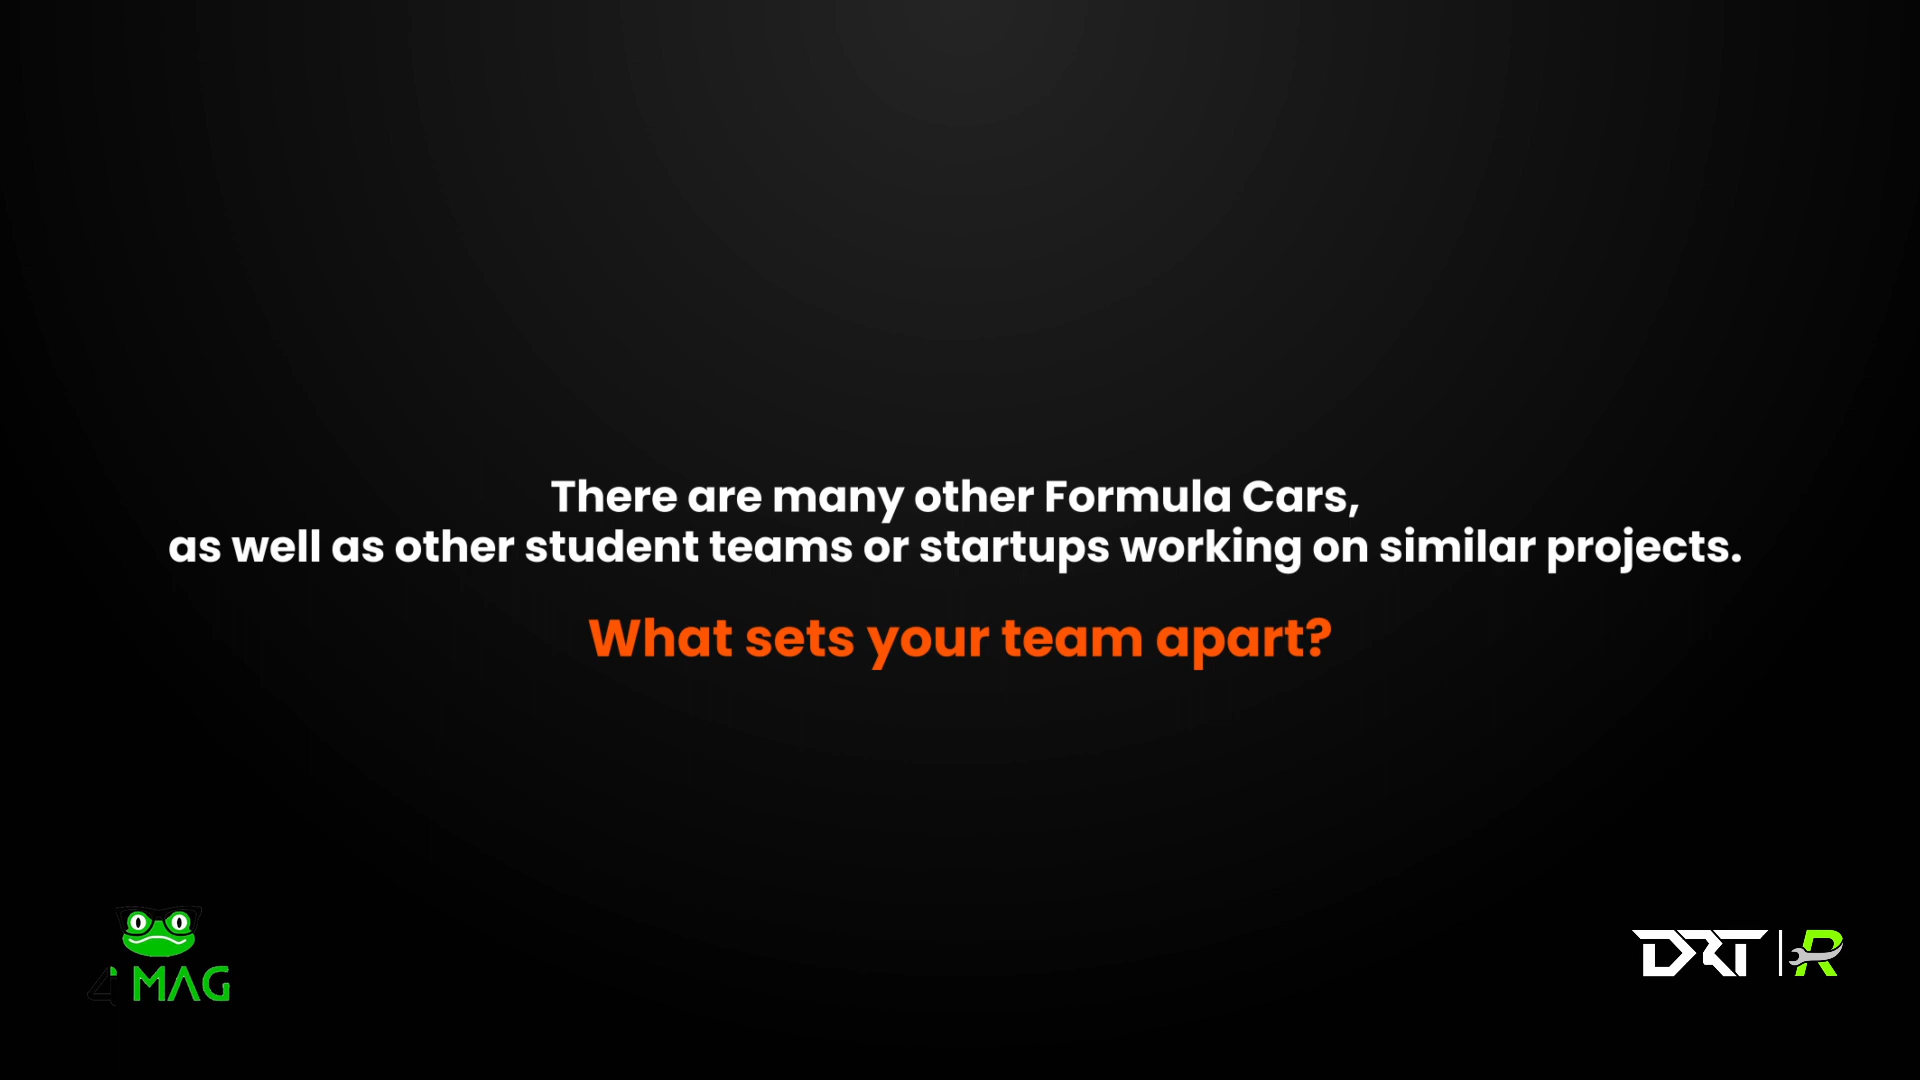 There are many other Formula Cars,
as well as other student teams or startups working on similar projects.
What sets your team apart?
4 MAG
DRT | R